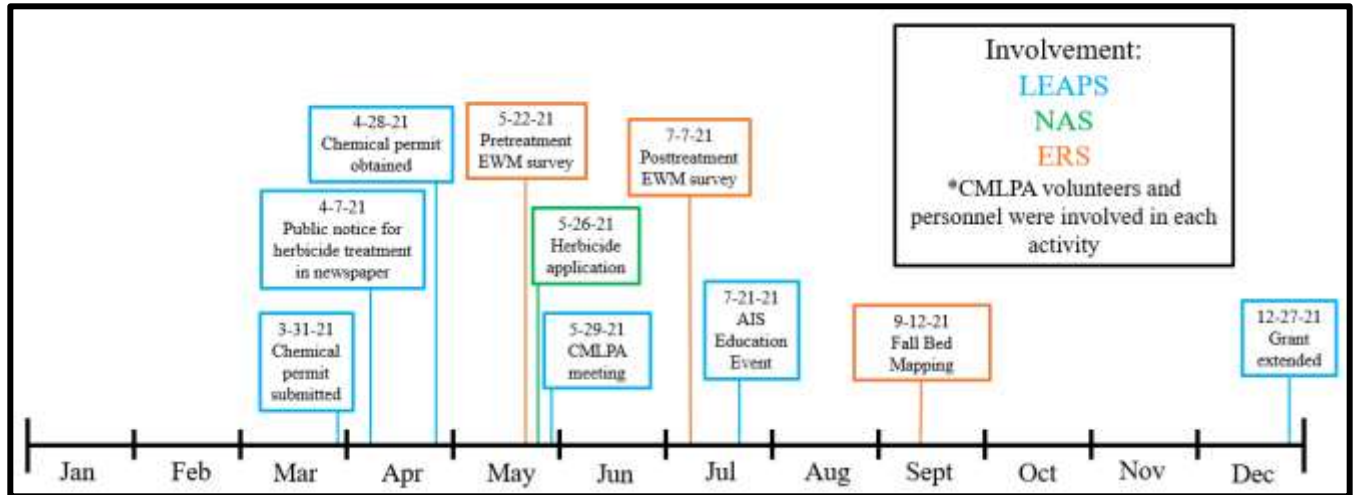 Involvement:
LEAPS
NAS
ERS
*CMLPA volunteers and
personnel were involved in each
activity
4-28-21
Chemical permit
obtained
5-22-21
Pretreatment
EWM survey
7-7-21
Posttreatment
EWM survey
4-7-21
Public notice for
herbicide treatment
in newspaper
5-26-21
Herbicide
application
3-31-21
Chemical
permit
submitted
5-29-21
CMLPA
meeting
7-21-21
AIS
Education
Event
9-12-21
Fall Bed
Mapping
12-27-21
Grant
extended
Jan
Feb
Mar
Apr
May
Jun
Jul
Aug
Sept
Oct
Nov
Dec